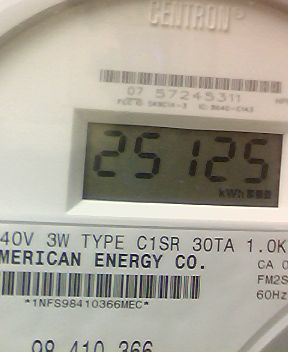 CENTRON®
07 57245311
25125
kWh
40V 3W TYPE C1SR 30TA 1.0K
MERICAN ENERGY CO.
CA 0
FM2S
60Hz
*1NFS98410366MEC*
98 410 366